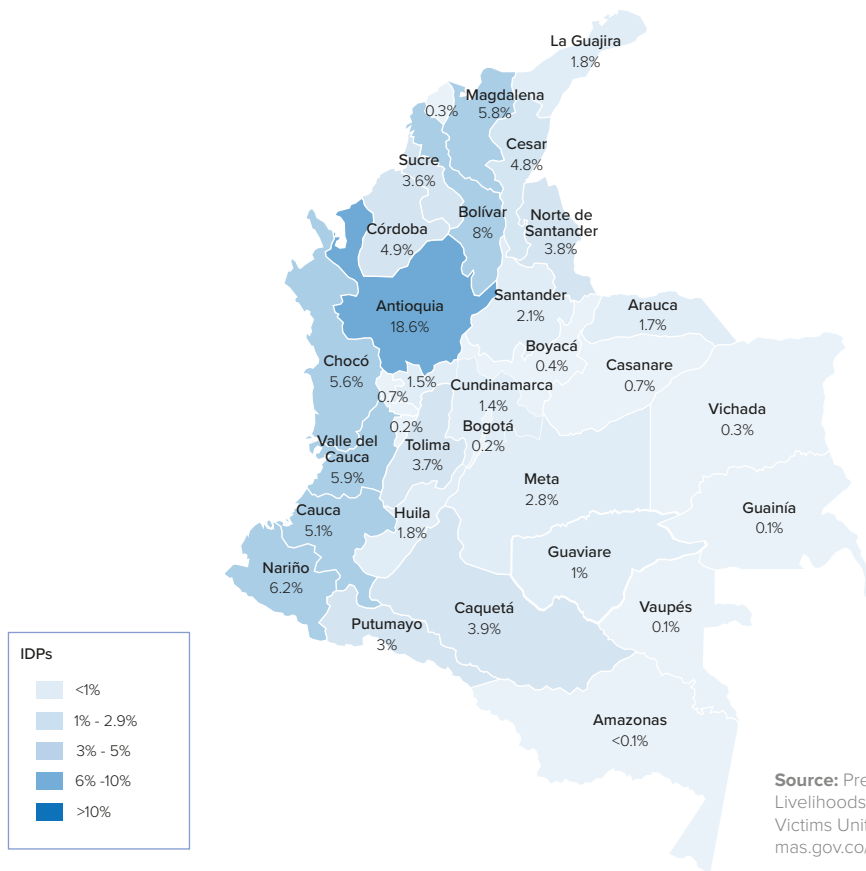 La Guajira
1.8%
Magdalena
5.8%
0.3%
Cesar
4.8%
Sucre
3.6%
Bolívar
8%
Norte de
Santander
3.8%
Córdoba
4.9%
Antioquia
18.6%
Santander
2.1%
Arauca
1.7%
Boyacá
0.4%
Casanare
0.7%
Chocó
5.6%
1.5%
0.7%
Cundinamarca
1.4%
Vichada
0.3%
0.2%
Bogotá
0.2%
Valle del
Cauca
5.9%
Tolima
3.7%
Meta
2.8%
Guainía
0.1%
Cauca
5.1%
Huila
1.8%
Guaviare
1%
Nariño
6.2%
Caquetá
3.9%
Vaupés
0.1%
Putumayo
3%
Amazonas
<0.1%
IDPs
<1%
1% - 2.9%
3% - 5%
6% -10%
>10%
Source: Pre
Livelihoods
Victims Unit
mas.gov.co/